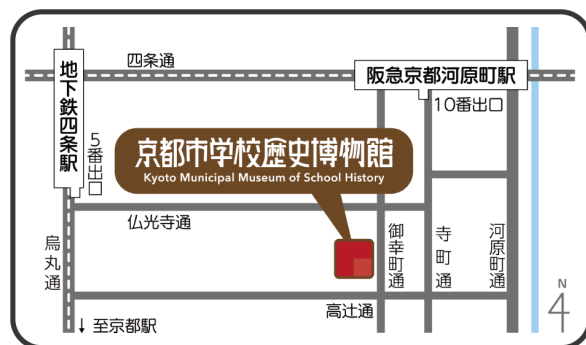 四条通
阪急京都河原町駅
10番出口
地下鉄四条駅
5番出口
京都市学校歴史博物館
Kyoto Municipal Museum of School History
仏光寺通
烏丸通
御幸町通
寺町通
河原町通
高辻通
N
↓至京都駅